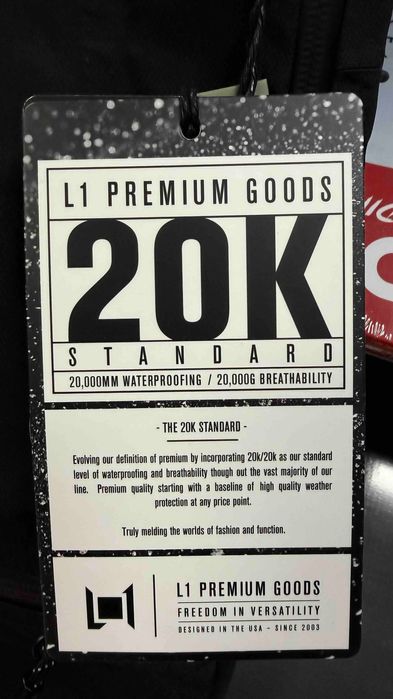 L1 PREMIUM GOODS
20K
STANDARD
20,000MM WATERPROOFING / 20,000G BREATHABILITY
- THE 20K STANDARD -
Evolving our definition of premium by incorporating 20k/20k as our standard
level of waterproofing and breathability though out the vast majority of our
line. Premium quality starting with a baseline of high quality weather
protection at any price point.
Truly melding the worlds of fashion and function.
L1 PREMIUM GOODS
FREEDOM IN VERSATILITY
DESIGNED IN THE USA - SINCE 2003